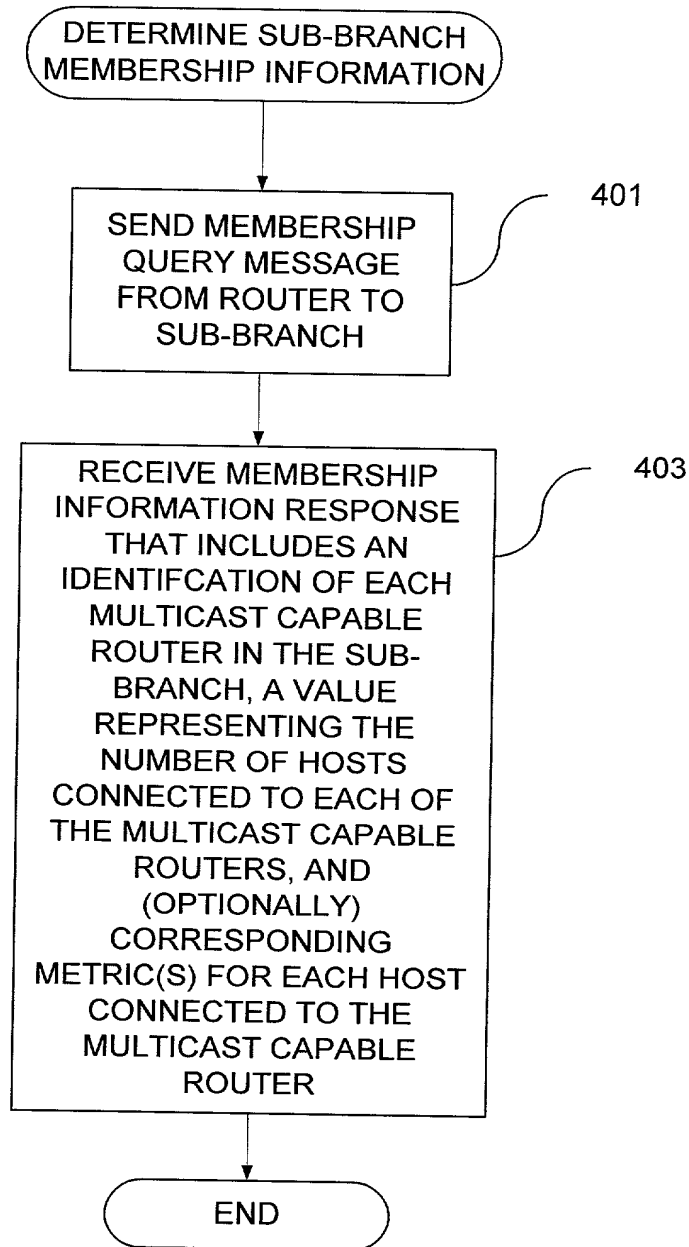 DETERMINE SUB-BRANCH
MEMBERSHIP INFORMATION
401
SEND MEMBERSHIP
QUERY MESSAGE
FROM ROUTER TO
SUB-BRANCH
403
RECEIVE MEMBERSHIP
INFORMATION RESPONSE
THAT INCLUDES AN
IDENTIFCATION OF EACH
MULTICAST CAPABLE
ROUTER IN THE SUB-
BRANCH, A VALUE
REPRESENTING THE
NUMBER OF HOSTS
CONNECTED TO EACH OF
THE MULTICAST CAPABLE
ROUTERS, AND
(OPTIONALLY)
CORRESPONDING
METRIC(S) FOR EACH HOST
CONNECTED TO THE
MULTICAST CAPABLE
ROUTER
END